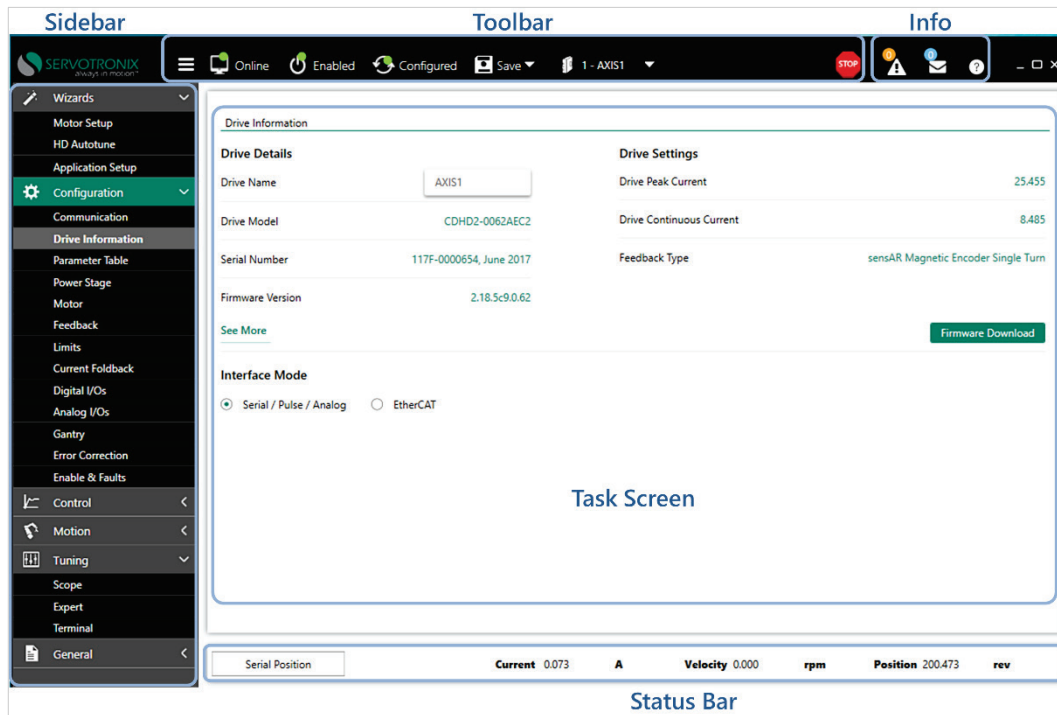 Sidebar Toolbar Info
SERVOTRONIX
always in motion™
Online Enabled Configured Save 1 - AXIS1 STOP 0 0 ?
Wizards
Motor Setup
HD Autotune
Application Setup
Configuration
Communication
Drive Information
Parameter Table
Power Stage
Motor
Feedback
Limits
Current Foldback
Digital I/Os
Analog I/Os
Gantry
Error Correction
Enable & Faults
Control
Motion
Tuning
Scope
Expert
Terminal
General
Drive Information
Drive Details
Drive Name AXIS1
Drive Model CDHD2-0062AEC2
Serial Number 117F-0000654, June 2017
Firmware Version 2.18.5c9.0.62
See More
Drive Settings
Drive Peak Current 25.455
Drive Continuous Current 8.485
Feedback Type sensAR Magnetic Encoder Single Turn
Firmware Download
Interface Mode
Serial / Pulse / Analog EtherCAT
Task Screen
Serial Position Current 0.073 A Velocity 0.000 rpm Position 200.473 rev
Status Bar